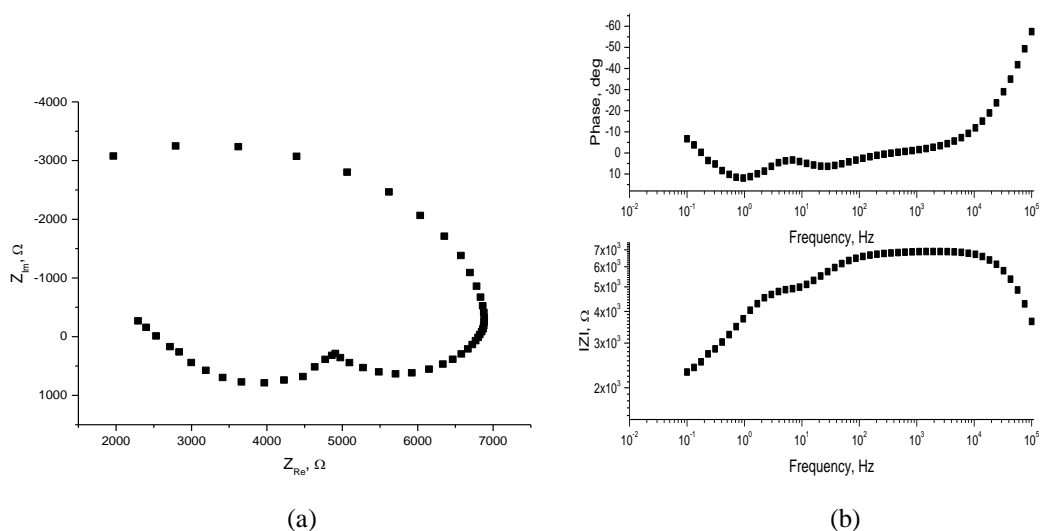 -4000
-3000
-2000
-1000
0
1000
Z_Im, Ω
2000 3000 4000 5000 6000 7000
Z_Re, Ω
(a)
-60
-50
-40
-30
-20
-10
0
10
Phase, deg
10^-2 10^-1 10^0 10^1 10^2 10^3 10^4 10^5
Frequency, Hz
7x10^3
6x10^3
5x10^3
4x10^3
3x10^3
2x10^3
IZI, Ω
10^-2 10^-1 10^0 10^1 10^2 10^3 10^4 10^5
Frequency, Hz
(b)